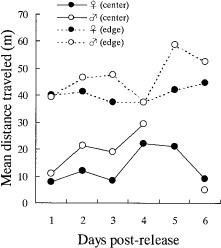 ♀ (center)
♂ (center)
♀ (edge)
♂ (edge)
Mean distance traveled (m)
70
60
50
40
30
20
10
0
1 2 3 4 5 6
Days post-release